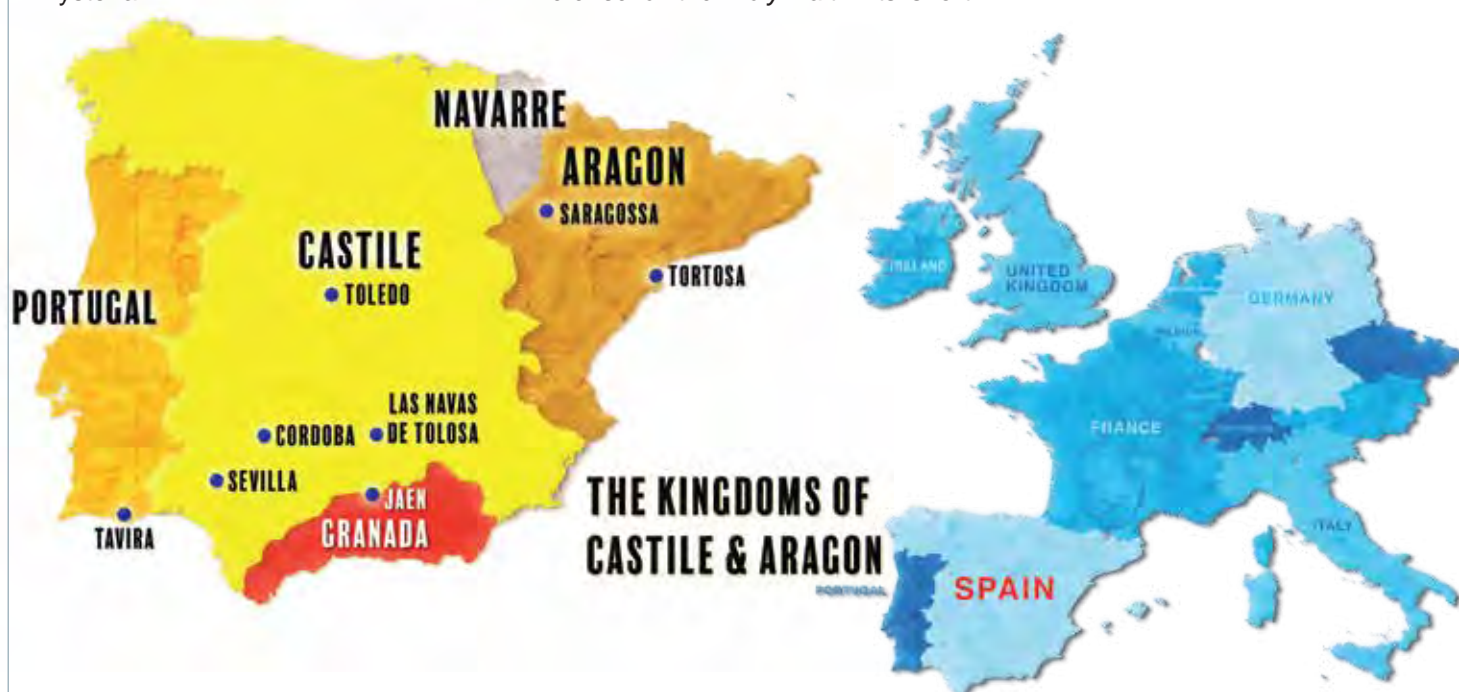 NAVARRE
ARAGON
SARAGOSSA
CASTILE
TOLEDO
TORTOSA
PORTUGAL
LAS NAVAS
DE TOLOSA
CORDOBA
SEVILLA
JAEN
GRANADA
TAVIRA
THE KINGDOMS OF
CASTILE & ARAGON
IRELAND
UNITED
KINGDOM
GERMANY
FRANCE
ITALY
PORTUGAL
SPAIN